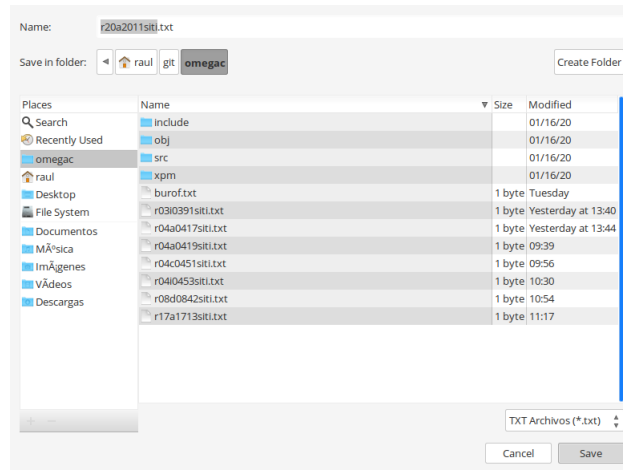 Name: r20a2011siti.txt
Save in folder: raul git omegac Create Folder
Places Name Size Modified
Search include 01/16/20
Recently Used obj 01/16/20
omegac src 01/16/20
raul xpm 01/16/20
Desktop burof.txt 1 byte Tuesday
File System r03i0391siti.txt 1 byte Yesterday at 13:40
Documentos r04a0417siti.txt 1 byte Yesterday at 13:44
MÃºsica r04a0419siti.txt 1 byte 09:39
ImÃ¡genes r04c0451siti.txt 1 byte 09:56
VÃ­deos r04i0453siti.txt 1 byte 10:30
Descargas r08d0842siti.txt 1 byte 10:54
r17a1713siti.txt 1 byte 11:17
TXT Archivos (*.txt)
Cancel Save